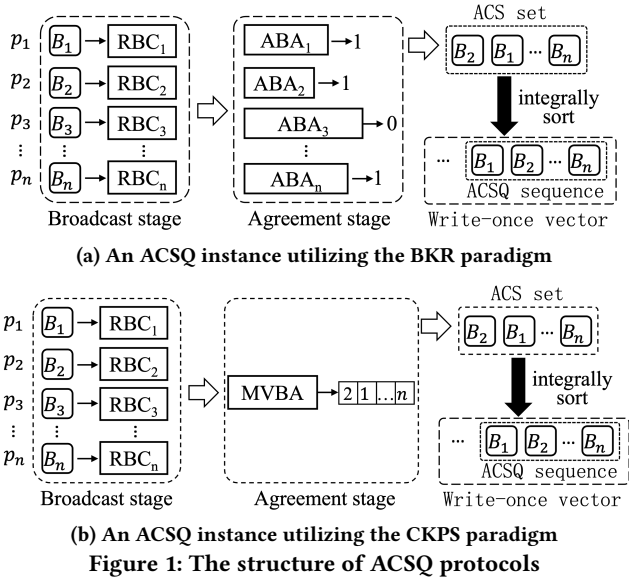 ACS set
p1 B1 RBC1 ABA1 1 B2 B1 ... Bn
p2 B2 RBC2 ABA2 1
integrally
sort
p3 B3 RBC3 ABA3 0
... ... ... ...
pn Bn RBCn ABAn 1 ... B1 B2 ... Bn
ACSQ sequence
Broadcast stage Agreement stage Write-once vector
(a) An ACSQ instance utilizing the BKR paradigm
ACS set
p1 B1 RBC1 B2 B1 ... Bn
p2 B2 RBC2
integrally
sort
p3 B3 RBC3 MVBA 2 1 ... n
... ... ...
pn Bn RBCn ... B1 B2 ... Bn
ACSQ sequence
Broadcast stage Agreement stage Write-once vector
(b) An ACSQ instance utilizing the CKPS paradigm
Figure 1: The structure of ACSQ protocols